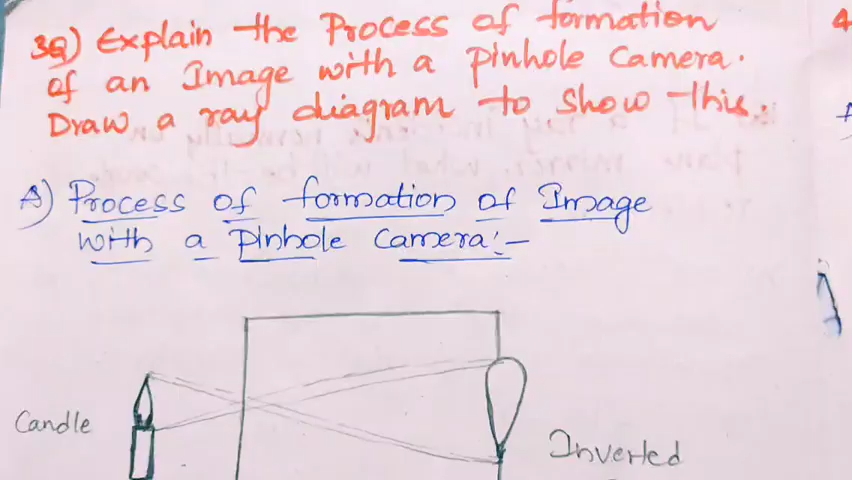 3Q) Explain the Process of formation
of an Image with a pinhole camera.
Draw a ray diagram to show this.
A) Process of formation of Image
with a pinhole camera:-
Candle
Inverted
4